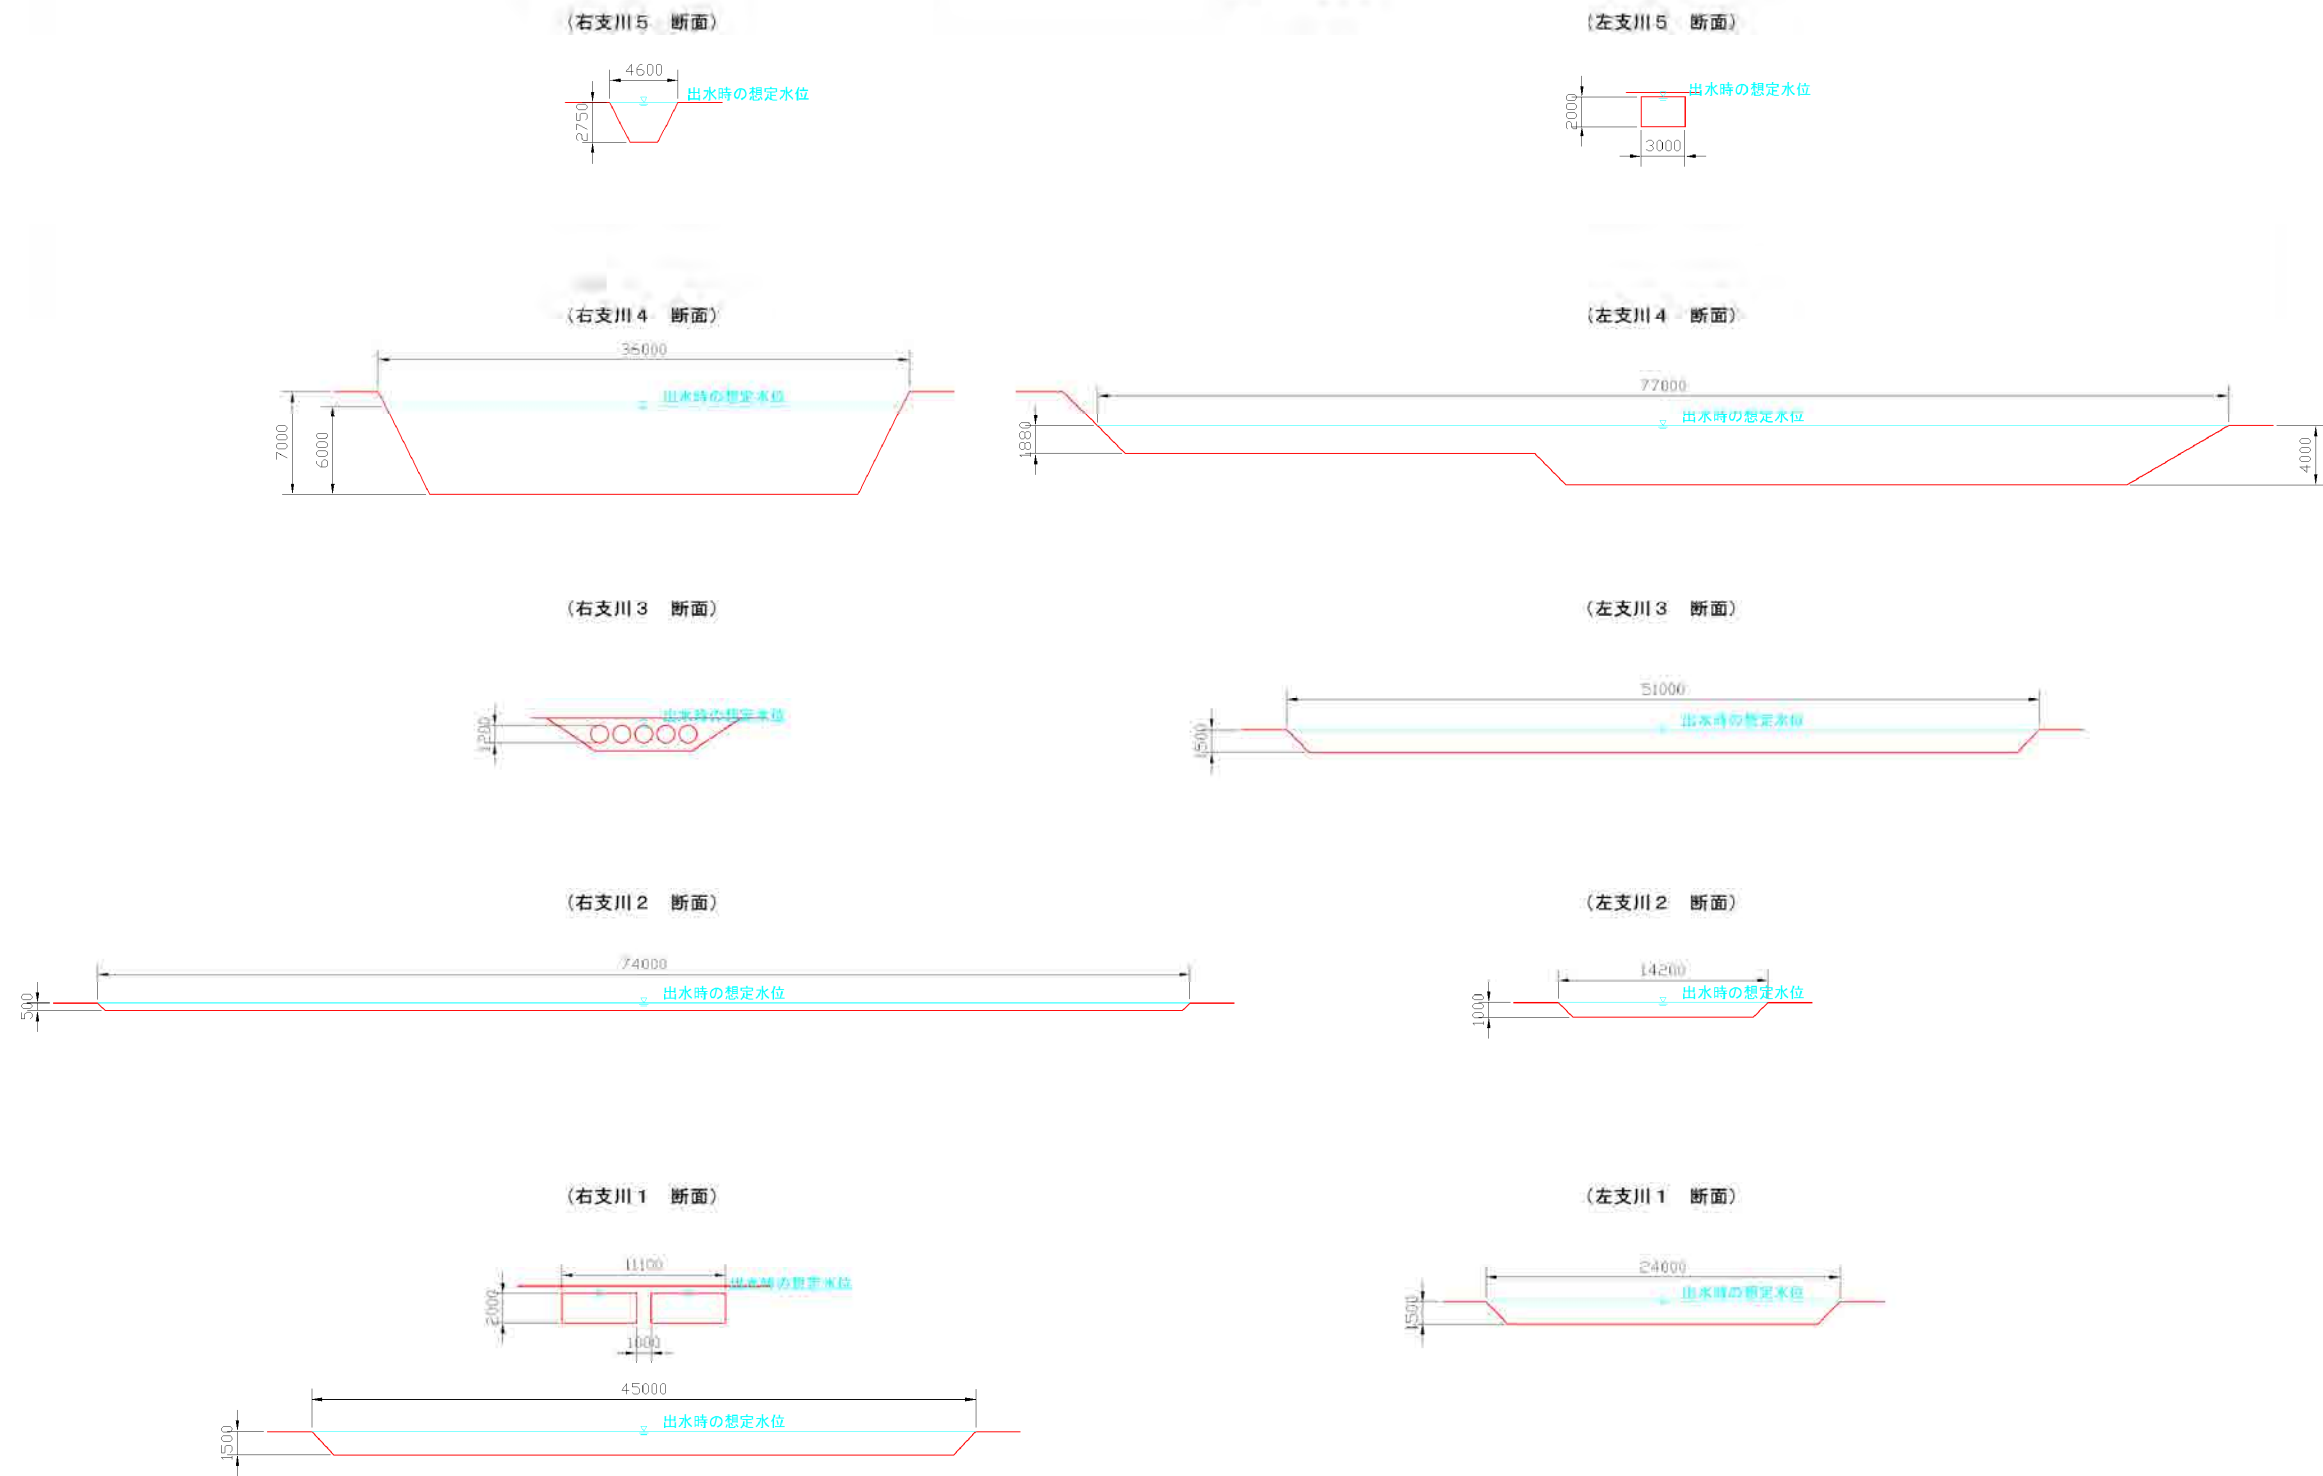 （右支川５　断面）
（左支川５　断面）
4600
出水時の想定水位
2750
出水時の想定水位
2000
3000
（右支川４　断面）
（左支川４　断面）
36000
出水時の想定水位
7000
6000
77000
出水時の想定水位
1880
4000
（右支川３　断面）
（左支川３　断面）
出水時の想定水位
1200
51000
出水時の想定水位
1500
（右支川２　断面）
（左支川２　断面）
74000
出水時の想定水位
500
14200
出水時の想定水位
1000
（右支川１　断面）
（左支川１　断面）
11100
出水時の想定水位
2000
1000
24000
出水時の想定水位
1500
45000
出水時の想定水位
1500